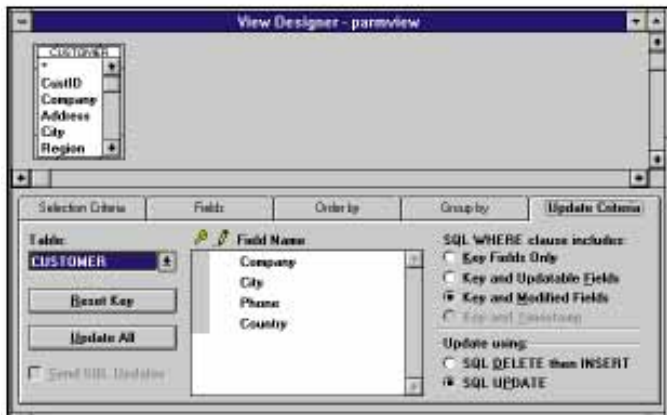 View Designer - parmview
CUSTOMER
*
CustID
Company
Address
City
Region
Selection Criteria
Fields
Order by
Group by
Update Criteria
Table:
CUSTOMER
Reset Key
Update All
Send SQL Updates
Field Name
Company
City
Phone
Country
SQL WHERE clause includes:
Key Fields Only
Key and Updatable Fields
Key and Modified Fields
Key and Timestamp
Update using:
SQL DELETE then INSERT
SQL UPDATE